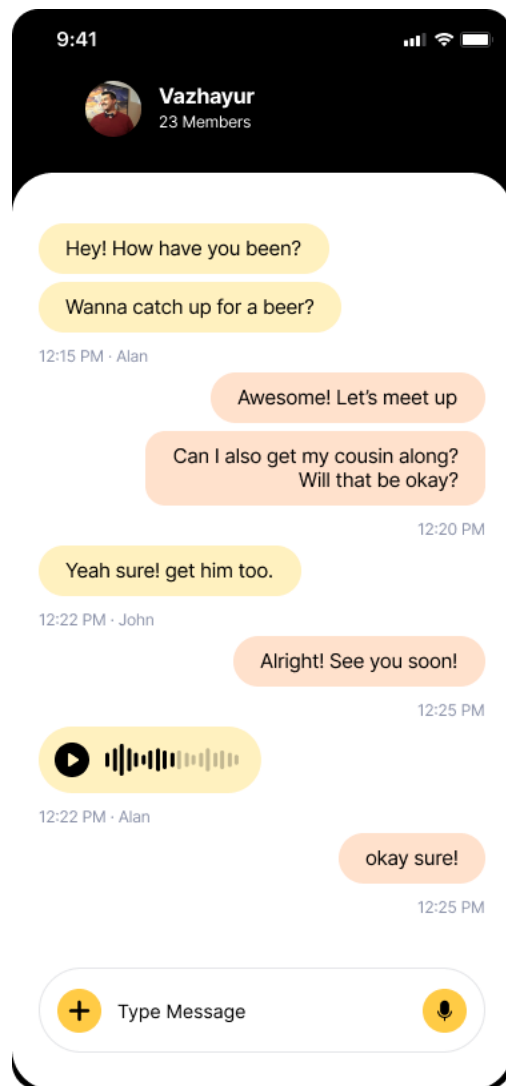 9:41
Vazhayur
23 Members
Hey! How have you been?
Wanna catch up for a beer?
12:15 PM · Alan
Awesome! Let’s meet up
Can I also get my cousin along?
Will that be okay?
12:20 PM
Yeah sure! get him too.
12:22 PM · John
Alright! See you soon!
12:25 PM
12:22 PM · Alan
okay sure!
12:25 PM
Type Message